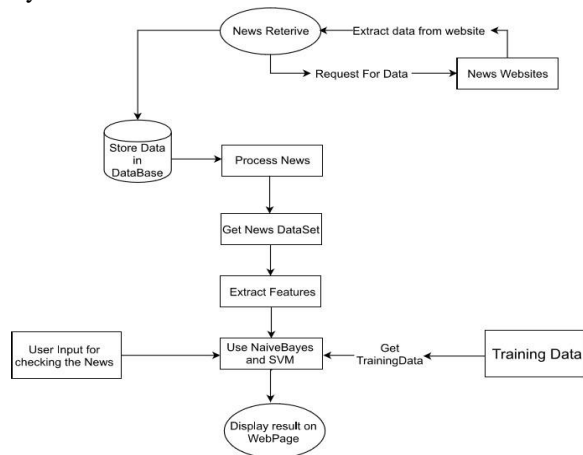 News Reterive
Extract data from website
Request For Data
News Websites
Store Data
in
DataBase
Process News
Get News DataSet
Extract Features
User Input for
checking the News
Use NaiveBayes
and SVM
Get
TrainingData
Training Data
Display result on
WebPage